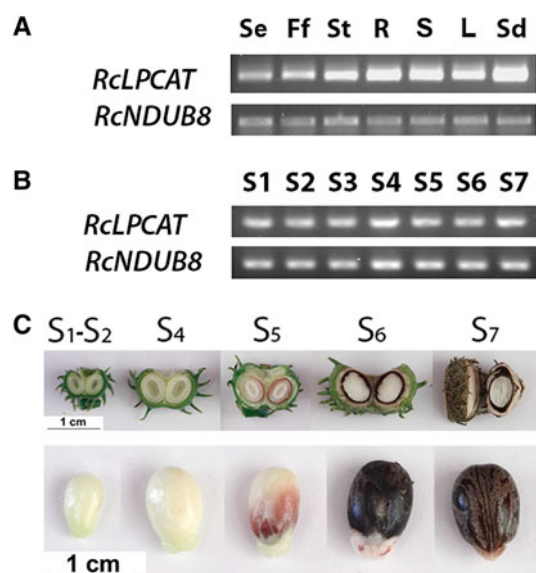 A
Se Ff St R S L Sd
RcLPCAT
RcNDUB8
B
S1 S2 S3 S4 S5 S6 S7
RcLPCAT
RcNDUB8
C
S1-S2 S4 S5 S6 S7
1 cm
1 cm